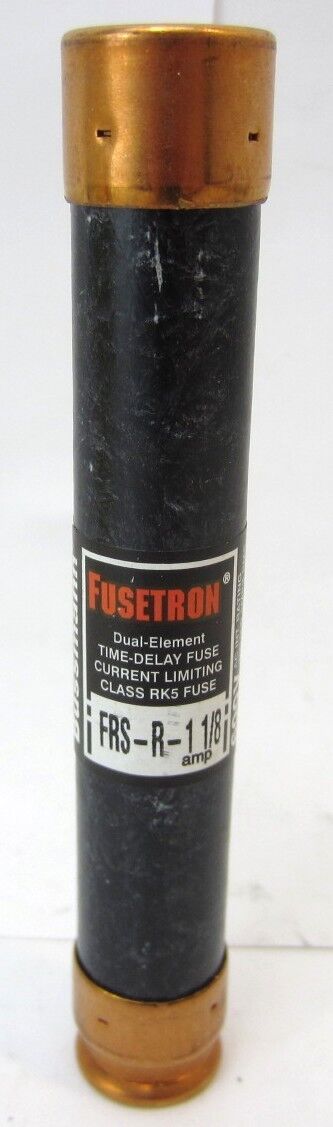 FUSETRON®
Dual-Element
TIME-DELAY FUSE
CURRENT LIMITING
CLASS RK5 FUSE
FRS-R-1 1/8
amp